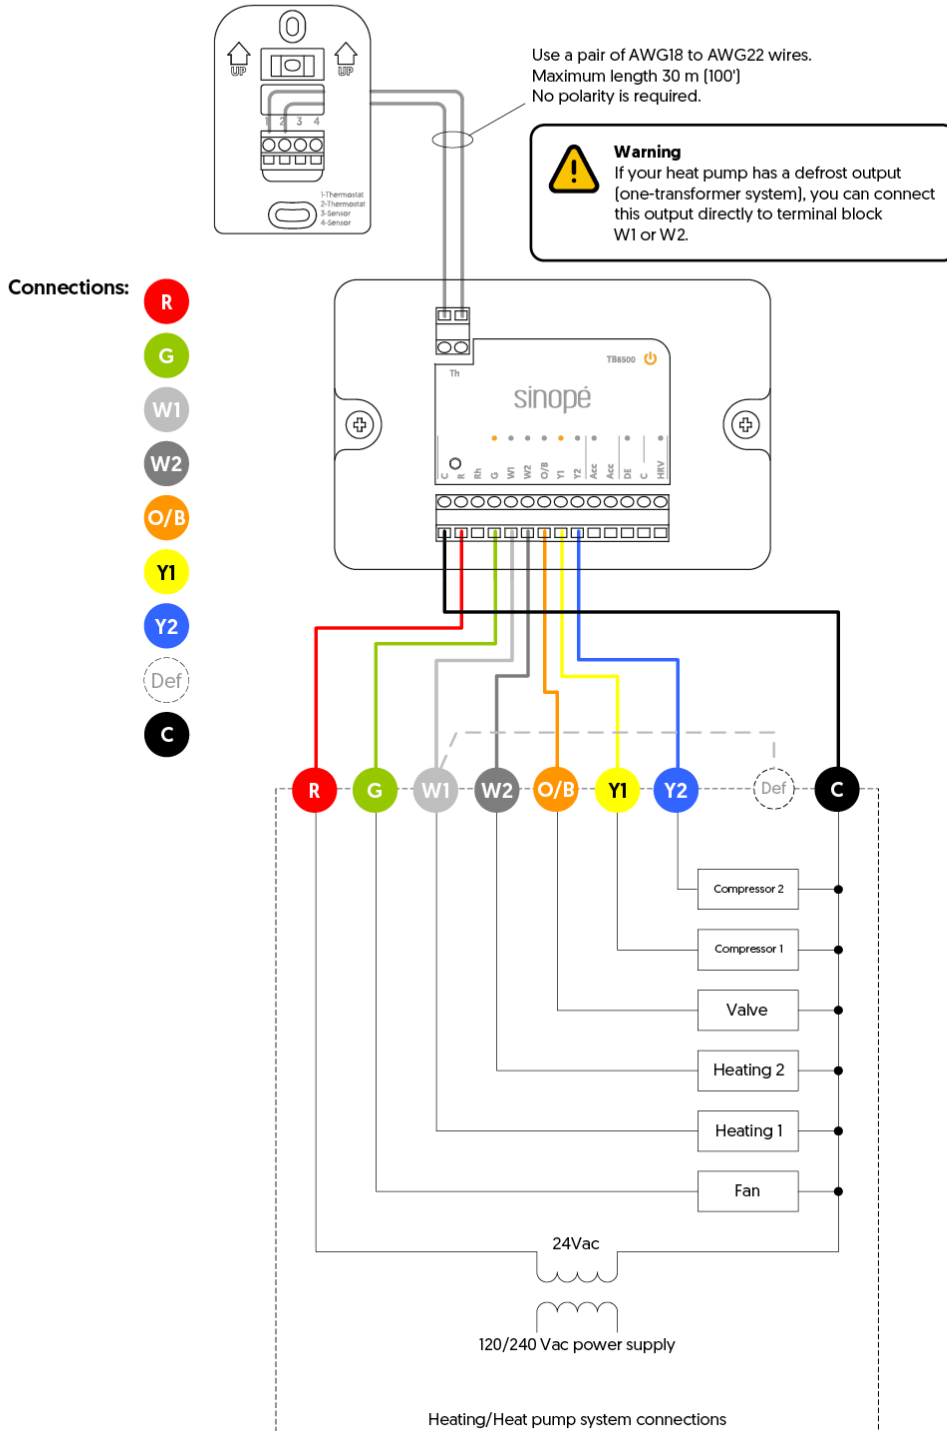 UP
UP
1 2 3 4
1-Thermostat
2-Thermostat
3-Sensor
4-Sensor
Use a pair of AWG18 to AWG22 wires.
Maximum length 30 m (100')
No polarity is required.
Warning
If your heat pump has a defrost output
(one-transformer system), you can connect
this output directly to terminal block
W1 or W2.
Connections:
R
G
W1
W2
O/B
Y1
Y2
Def
C
Th
TB6500
sinopé
C R Rh G W1 W2 O/B Y1 Y2 Acc Acc DE C HRV
R G W1 W2 O/B Y1 Y2 Def C
Compressor 2
Compressor 1
Valve
Heating 2
Heating 1
Fan
24Vac
120/240 Vac power supply
Heating/Heat pump system connections